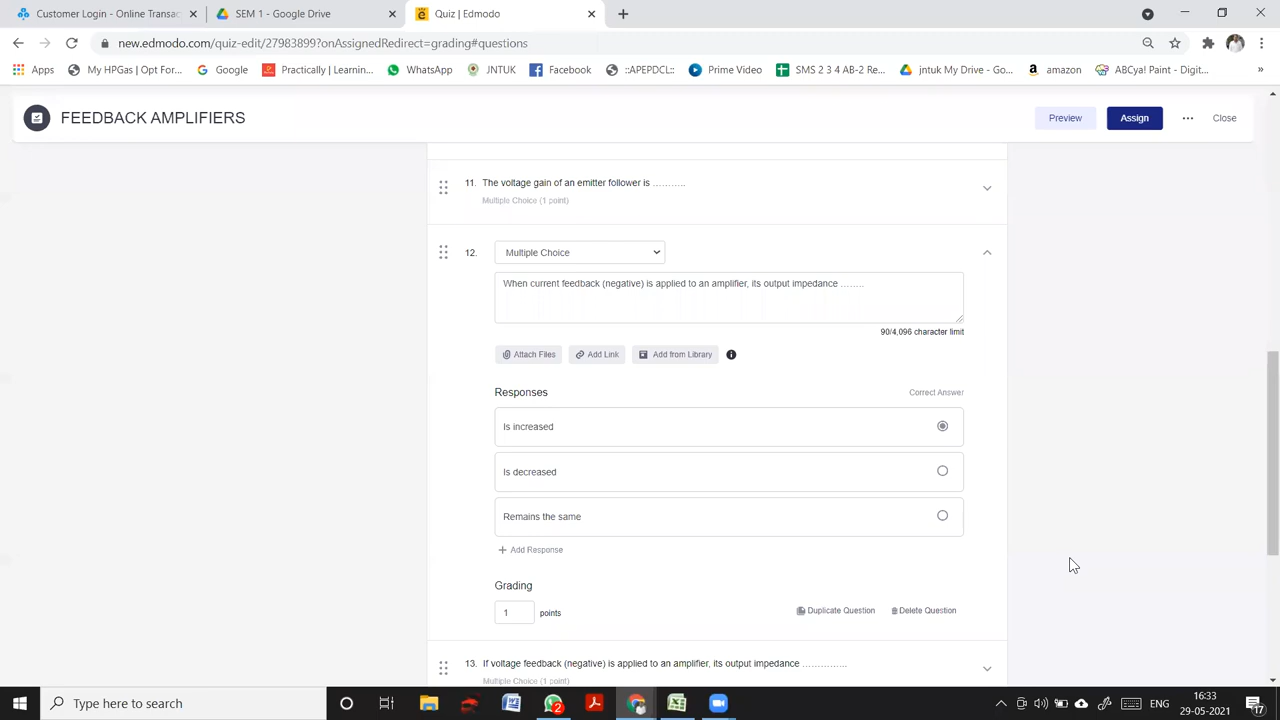 Customer Login - Online Transact
SEM 1 - Google Drive
Quiz | Edmodo
new.edmodo.com/quiz-edit/27983899?onAssignedRedirect=grading#questions
Apps
My HPGas | Opt For...
Google
Practically | Learnin...
WhatsApp
JNTUK
Facebook
::APEPDCL::
Prime Video
SMS 2 3 4 AB-2 Re...
jntuk My Drive - Go...
amazon
ABCya! Paint - Digit...
»
FEEDBACK AMPLIFIERS
Preview
Assign
Close
11. The voltage gain of an emitter follower is ………..
Multiple Choice (1 point)
12. Multiple Choice
When current feedback (negative) is applied to an amplifier, its output impedance ……..
90/4,096 character limit
Attach Files
Add Link
Add from Library
Responses
Correct Answer
Is increased
Is decreased
Remains the same
+ Add Response
Grading
1 points
Duplicate Question
Delete Question
13. If voltage feedback (negative) is applied to an amplifier, its output impedance …………..
Multiple Choice (1 point)
Type here to search
2
ENG
16:33
29-05-2021
17